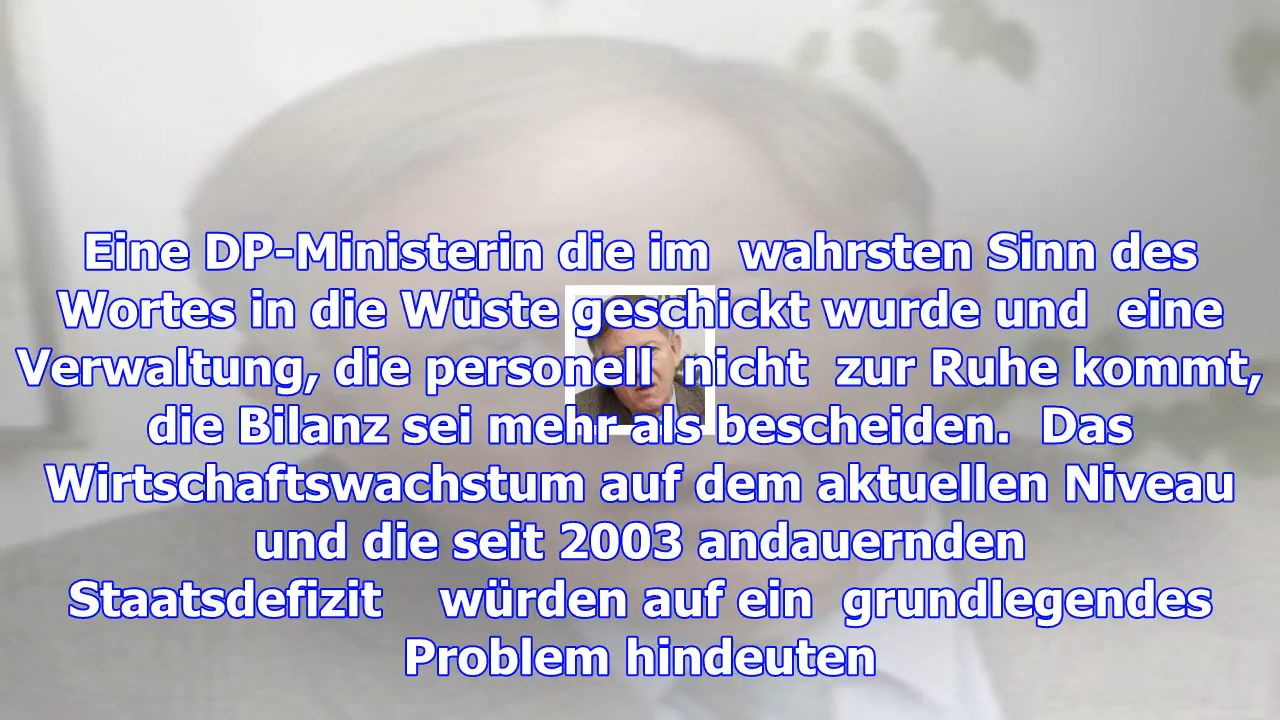 Eine DP-Ministerin die im  wahrsten Sinn des
Wortes in die Wüste geschickt wurde und  eine
Verwaltung, die personell  nicht  zur Ruhe kommt,
die Bilanz sei mehr als bescheiden.  Das
Wirtschaftswachstum auf dem aktuellen Niveau
und die seit 2003 andauernden
Staatsdefizit    würden auf ein  grundlegendes
Problem hindeuten